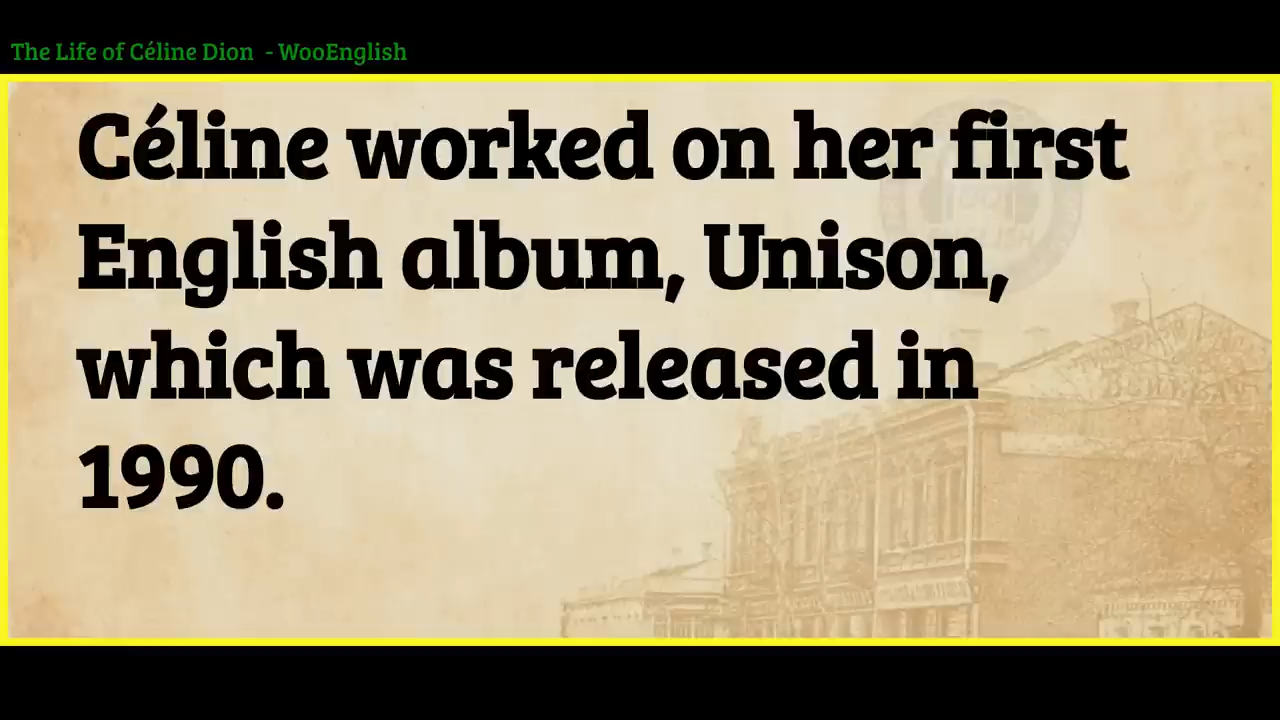 The Life of Céline Dion - WooEnglish
Céline worked on her first
English album, Unison,
which was released in
1990.